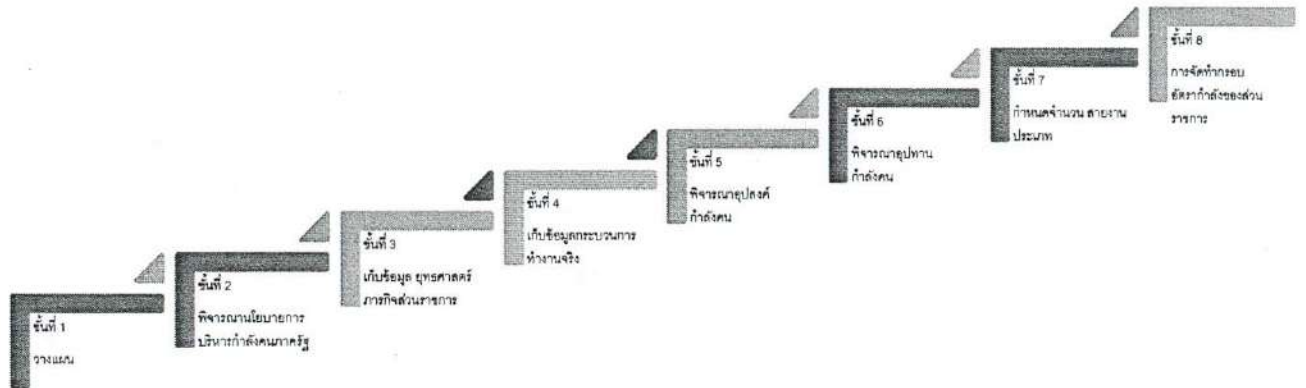 ขั้นที่ 1
วางแผน
ขั้นที่ 2
พิจารณานโยบายการ
บริหารกำลังคนภาครัฐ
ขั้นที่ 3
เก็บข้อมูล ยุทธศาสตร์
ภารกิจส่วนราชการ
ขั้นที่ 4
เก็บข้อมูลกระบวนการ
ทำงานจริง
ขั้นที่ 5
พิจารณาอุปสงค์
กำลังคน
ขั้นที่ 6
พิจารณาอุปทาน
กำลังคน
ขั้นที่ 7
กำหนดจำนวน สายงาน
ประเภท
ขั้นที่ 8
การจัดทำกรอบ
อัตรากำลังของส่วน
ราชการ